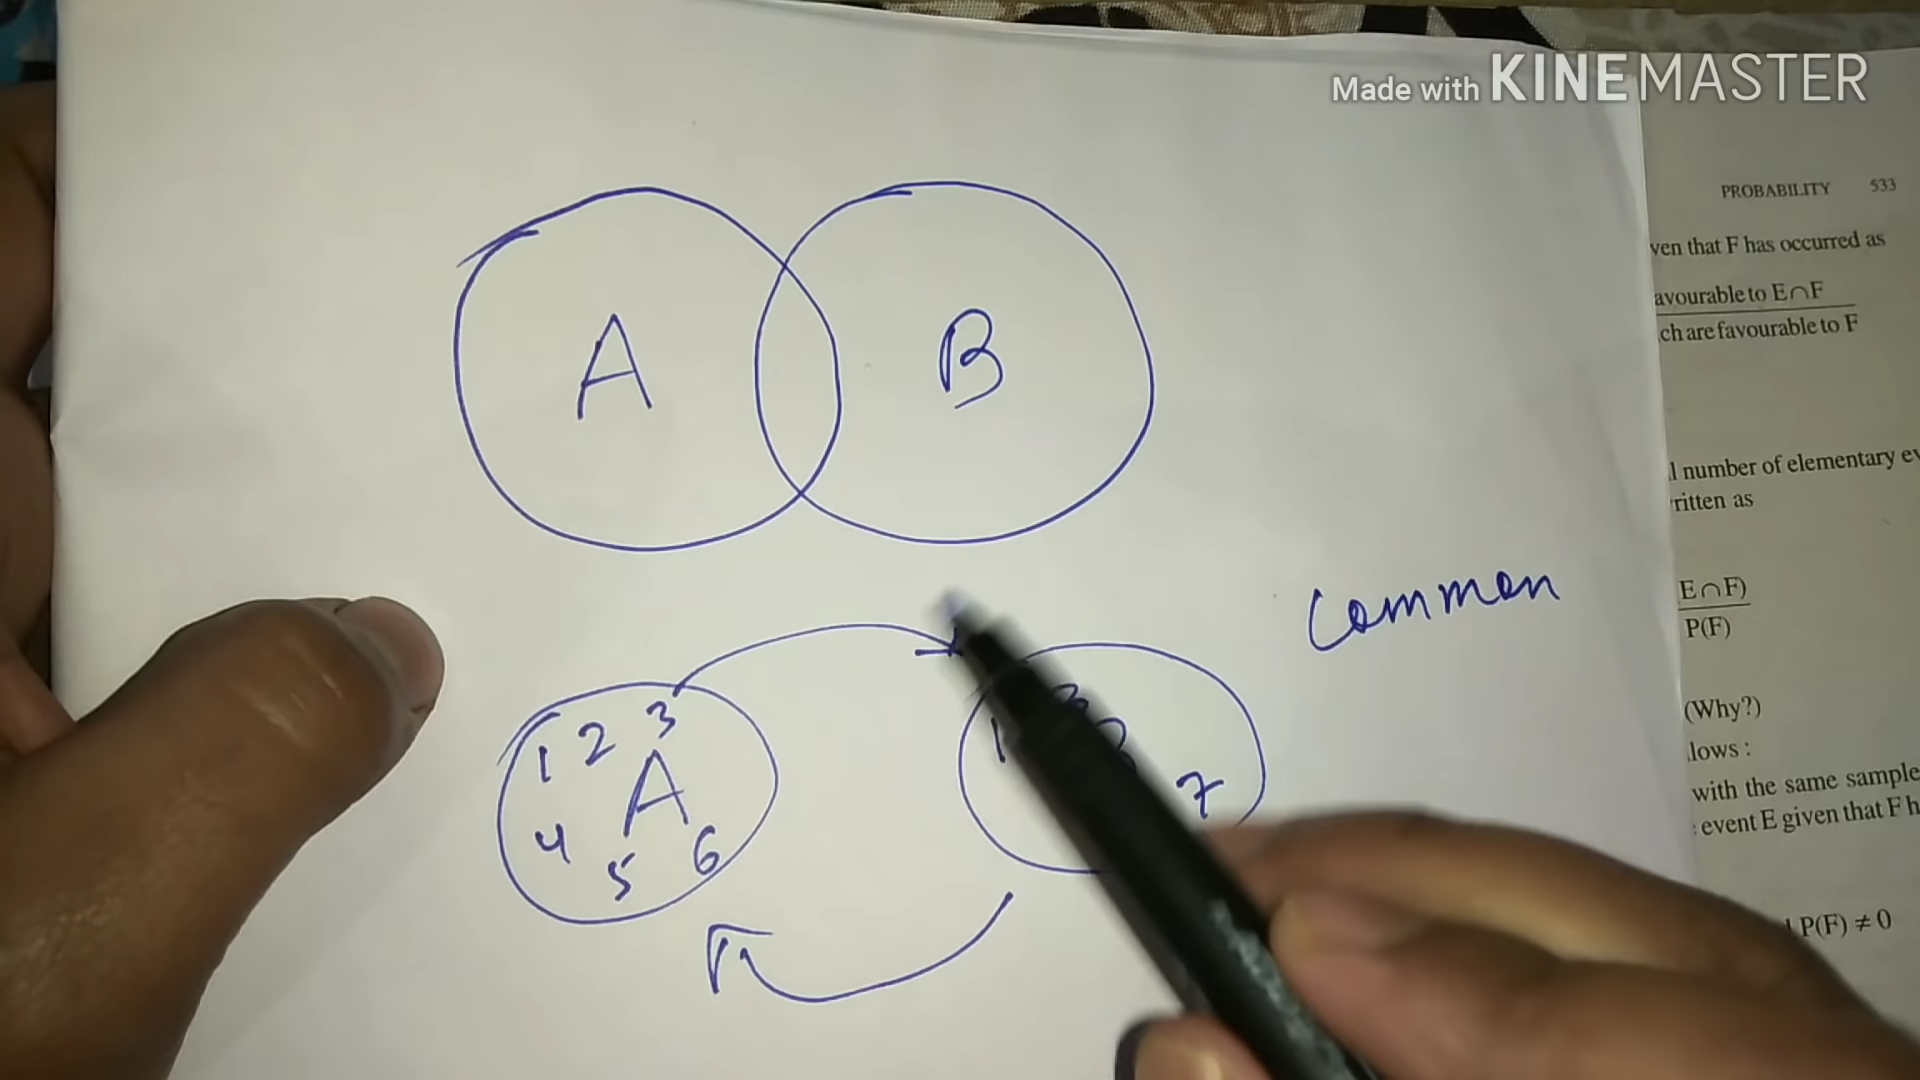 Made with KINEMASTER
PROBABILITY 533
ven that F has occurred as
avourable to E∩F
ch are favourable to F
A
B
l number of elementary ev
ritten as
Common
E∩F)
P(F)
(Why?)
lows :
with the same sample
: event E given that F h
P(F) ≠ 0
1 2 3
A
4 5 6
1
7